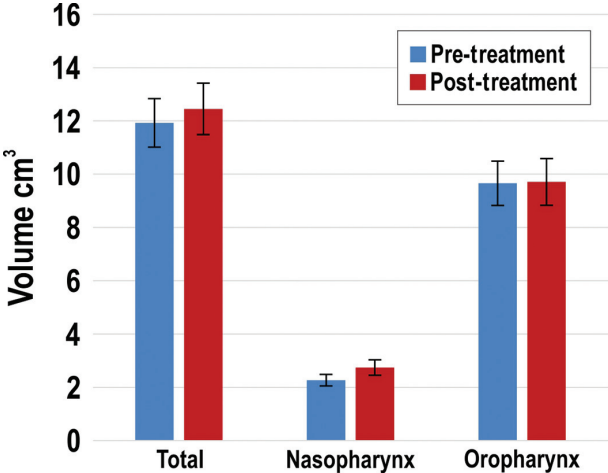 16
14
12
10
8
6
4
2
0
Volume cm³
Pre-treatment
Post-treatment
Total
Nasopharynx
Oropharynx